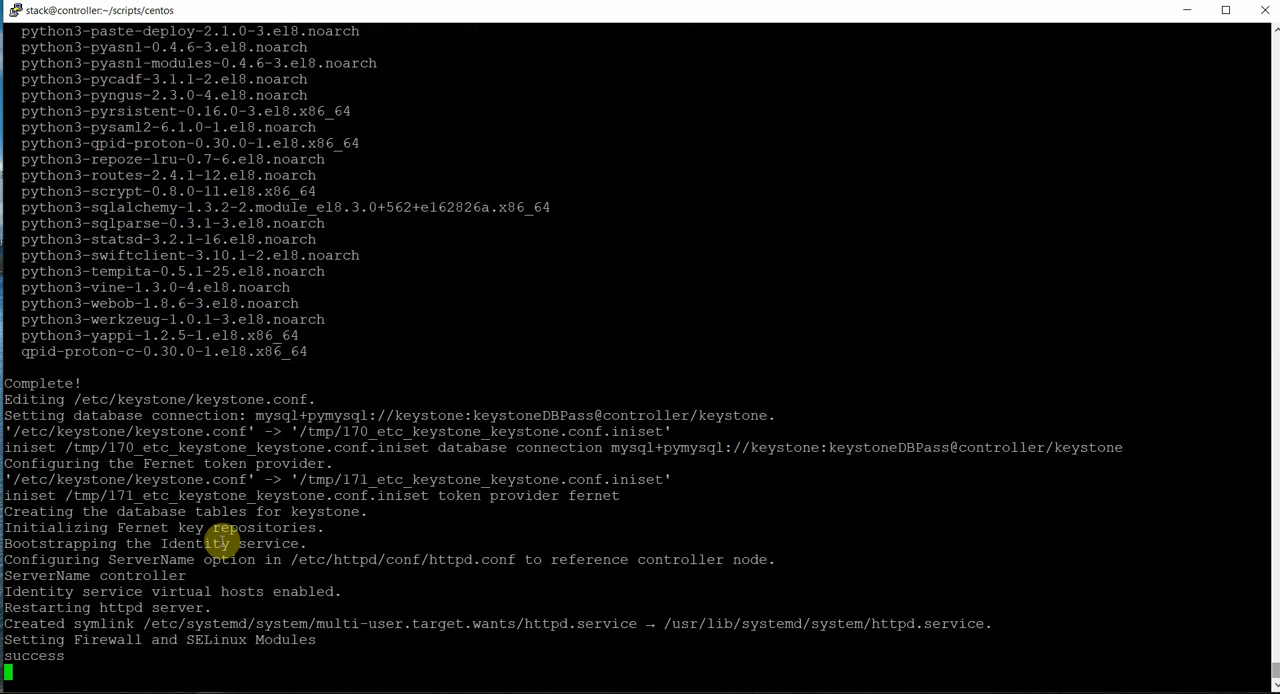 stack@controller:~/scripts/centos
python3-paste-deploy-2.1.0-3.el8.noarch
python3-pyasn1-0.4.6-3.el8.noarch
python3-pyasn1-modules-0.4.6-3.el8.noarch
python3-pycadf-3.1.1-2.el8.noarch
python3-pyngus-2.3.0-4.el8.noarch
python3-pyrsistent-0.16.0-3.el8.x86_64
python3-pysaml2-6.1.0-1.el8.noarch
python3-qpid-proton-0.30.0-1.el8.x86_64
python3-repoze-lru-0.7-6.el8.noarch
python3-routes-2.4.1-12.el8.noarch
python3-scrypt-0.8.0-11.el8.x86_64
python3-sqlalchemy-1.3.2-2.module_el8.3.0+562+e162826a.x86_64
python3-sqlparse-0.3.1-3.el8.noarch
python3-statsd-3.2.1-16.el8.noarch
python3-swiftclient-3.10.1-2.el8.noarch
python3-tempita-0.5.1-25.el8.noarch
python3-vine-1.3.0-4.el8.noarch
python3-webob-1.8.6-3.el8.noarch
python3-werkzeug-1.0.1-3.el8.noarch
python3-yappi-1.2.5-1.el8.x86_64
qpid-proton-c-0.30.0-1.el8.x86_64
Complete!
Editing /etc/keystone/keystone.conf.
Setting database connection: mysql+pymysql://keystone:keystoneDBPass@controller/keystone.
'/etc/keystone/keystone.conf' -> '/tmp/170_etc_keystone_keystone.conf.iniset'
iniset /tmp/170_etc_keystone_keystone.conf.iniset database connection mysql+pymysql://keystone:keystoneDBPass@controller/keystone
Configuring the Fernet token provider.
'/etc/keystone/keystone.conf' -> '/tmp/171_etc_keystone_keystone.conf.iniset'
iniset /tmp/171_etc_keystone_keystone.conf.iniset token provider fernet
Creating the database tables for keystone.
Initializing Fernet key repositories.
Bootstrapping the Identity service.
Configuring ServerName option in /etc/httpd/conf/httpd.conf to reference controller node.
ServerName controller
Identity service virtual hosts enabled.
Restarting httpd server.
Created symlink /etc/systemd/system/multi-user.target.wants/httpd.service → /usr/lib/systemd/system/httpd.service.
Setting Firewall and SELinux Modules
success